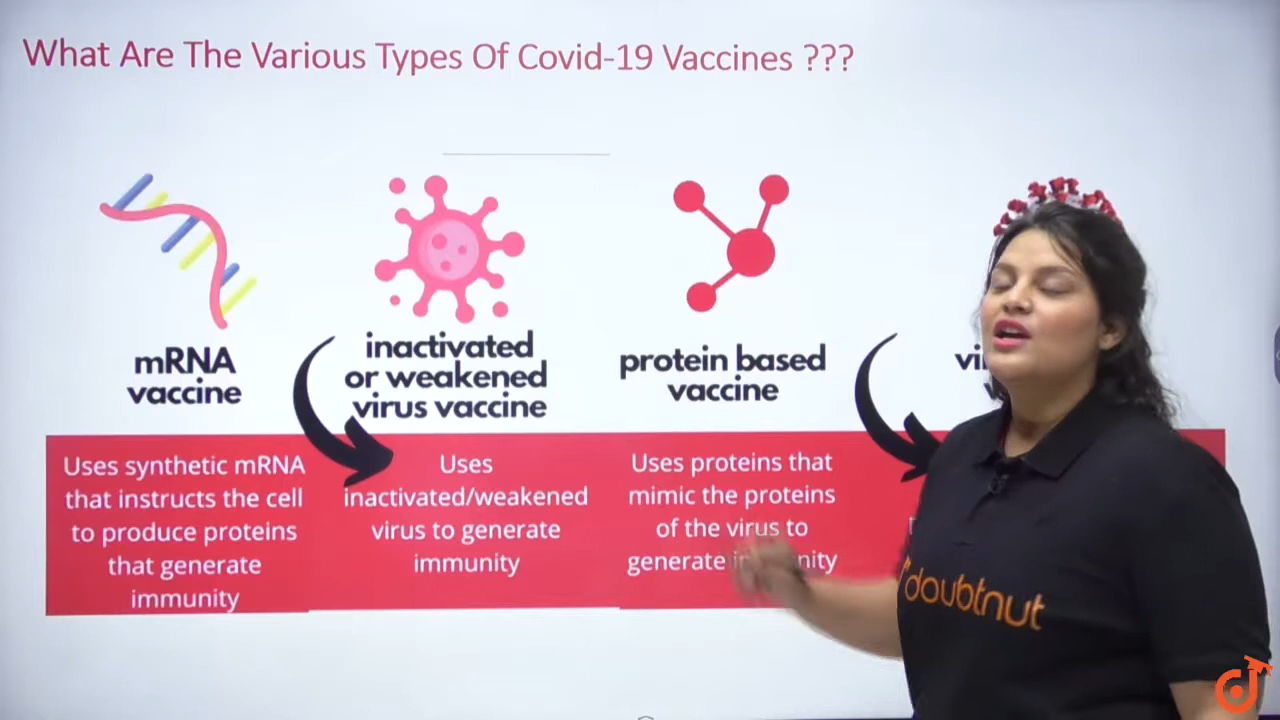 What Are The Various Types Of Covid-19 Vaccines ???
mRNA
vaccine
Uses synthetic mRNA
that instructs the cell
to produce proteins
that generate
immunity
inactivated
or weakened
virus vaccine
Uses
inactivated/weakened
virus to generate
immunity
protein based
vaccine
Uses proteins that
mimic the proteins
of the virus to
generate
doubtnut